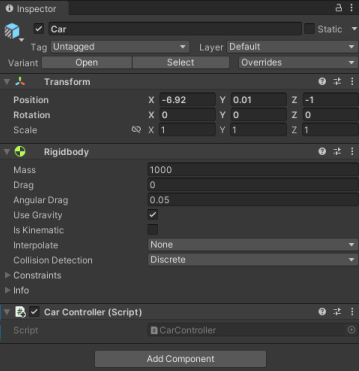 Inspector
Car Static
Tag Untagged Layer Default
Variant Open Select Overrides
Transform
Position X -6.92 Y 0.01 Z -1
Rotation X 0 Y 0 Z 0
Scale X 1 Y 1 Z 1
Rigidbody
Mass 1000
Drag 0
Angular Drag 0.05
Use Gravity
Is Kinematic
Interpolate None
Collision Detection Discrete
Constraints
Info
Car Controller (Script)
Script CarController
Add Component